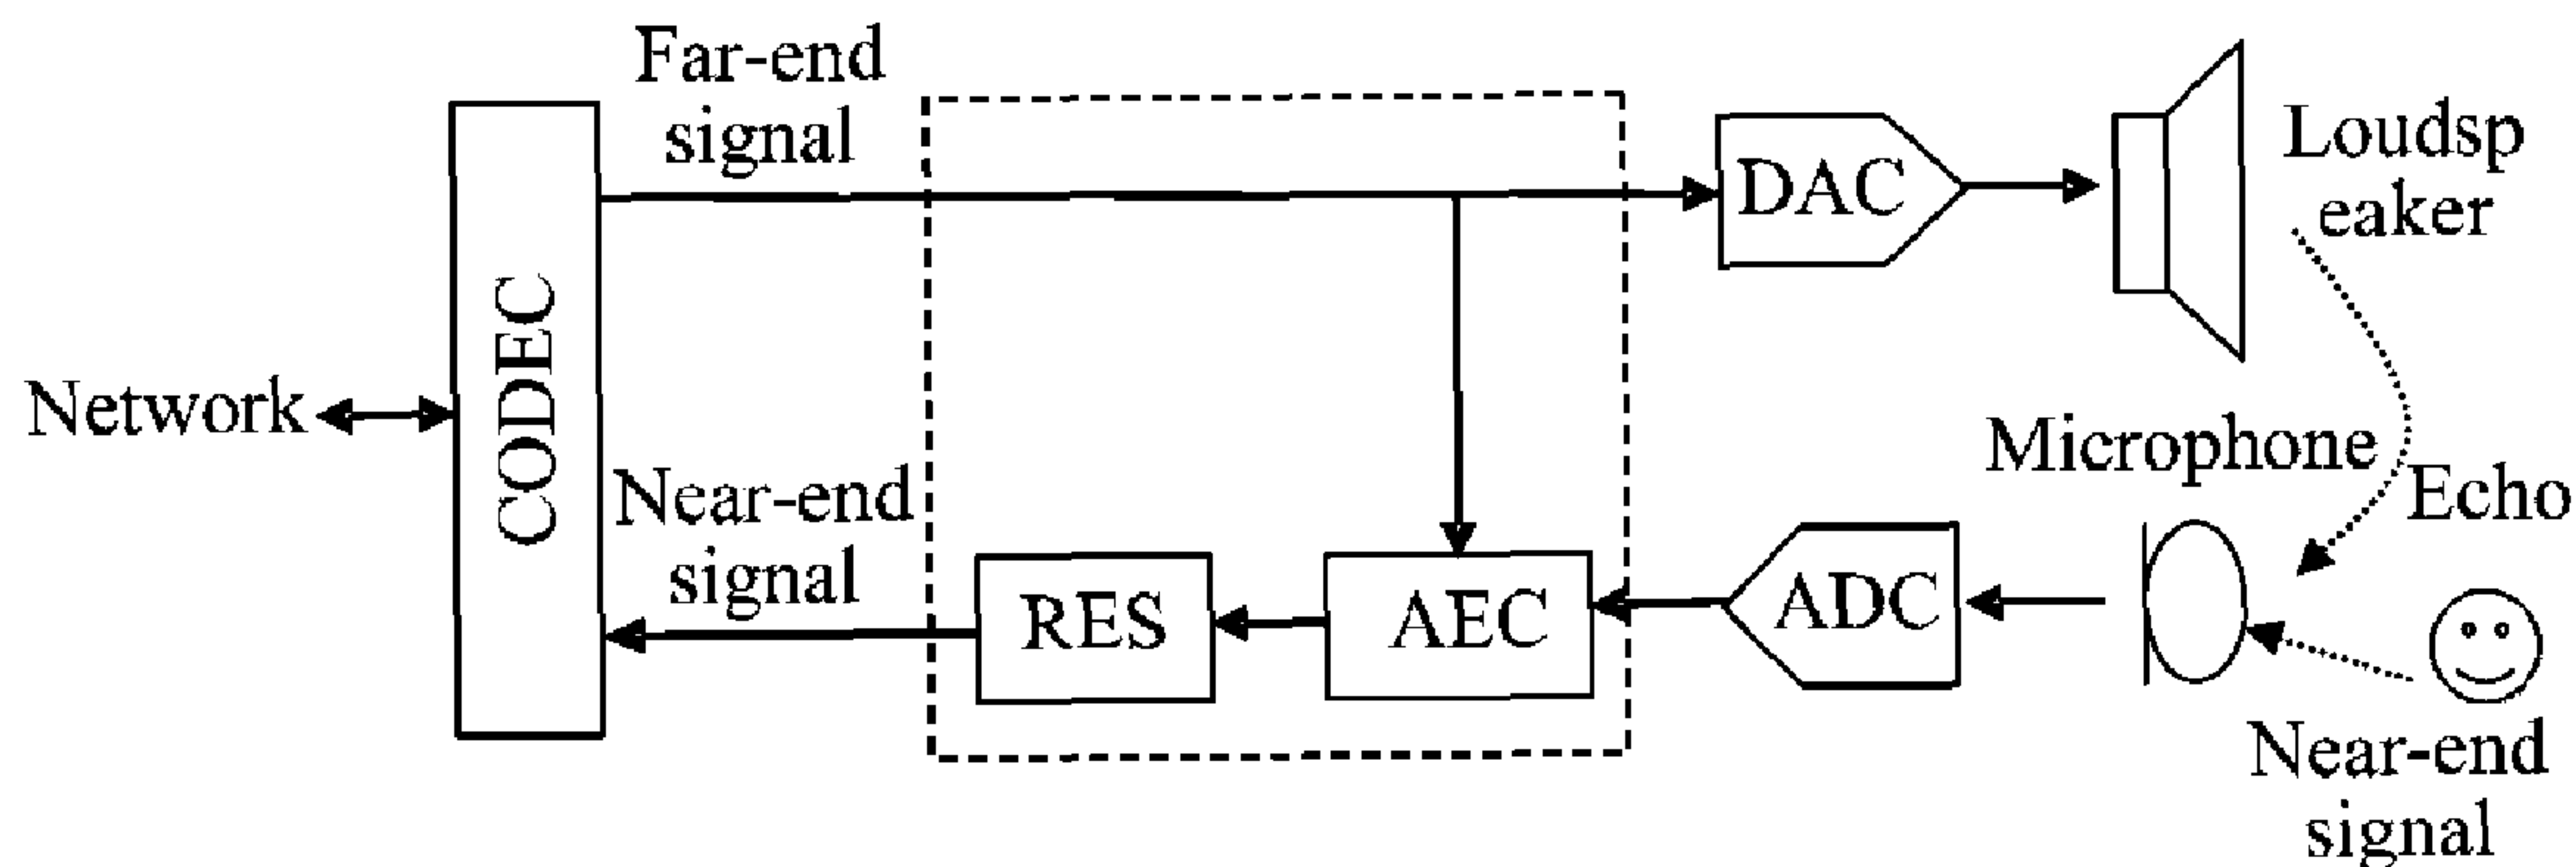 Far-end
signal
DAC
Loudsp
eaker
CODEC
Network
Microphone
Echo
Near-end
signal
RES
AEC
ADC
Near-end
signal